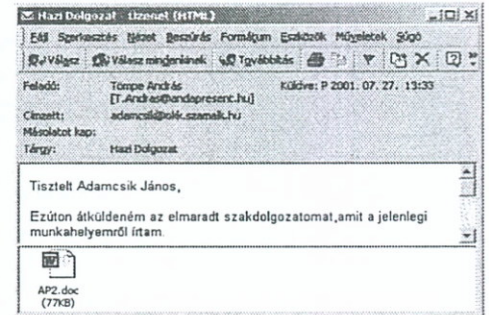 Hazi Dolgozat - Üzenet (HTML)
Fájl Szerkesztés Nézet Beszúrás Formátum Eszközök Műveletek Súgó
Válasz Válasz mindenkinek Továbbítás
Feladó: Tompe András Küldve: P 2001. 07. 27. 13:33
[T.Andras@andapresent.hu]
Címzett: adamcsik@olk.szamalk.hu
Másolatot kap:
Tárgy: Hazi Dolgozat
Tisztelt Adamcsik János,
Ezúton átküldeném az elmaradt szakdolgozatomat,amit a jelenlegi
munkahelyemről írtam.
AP2.doc
(77KB)